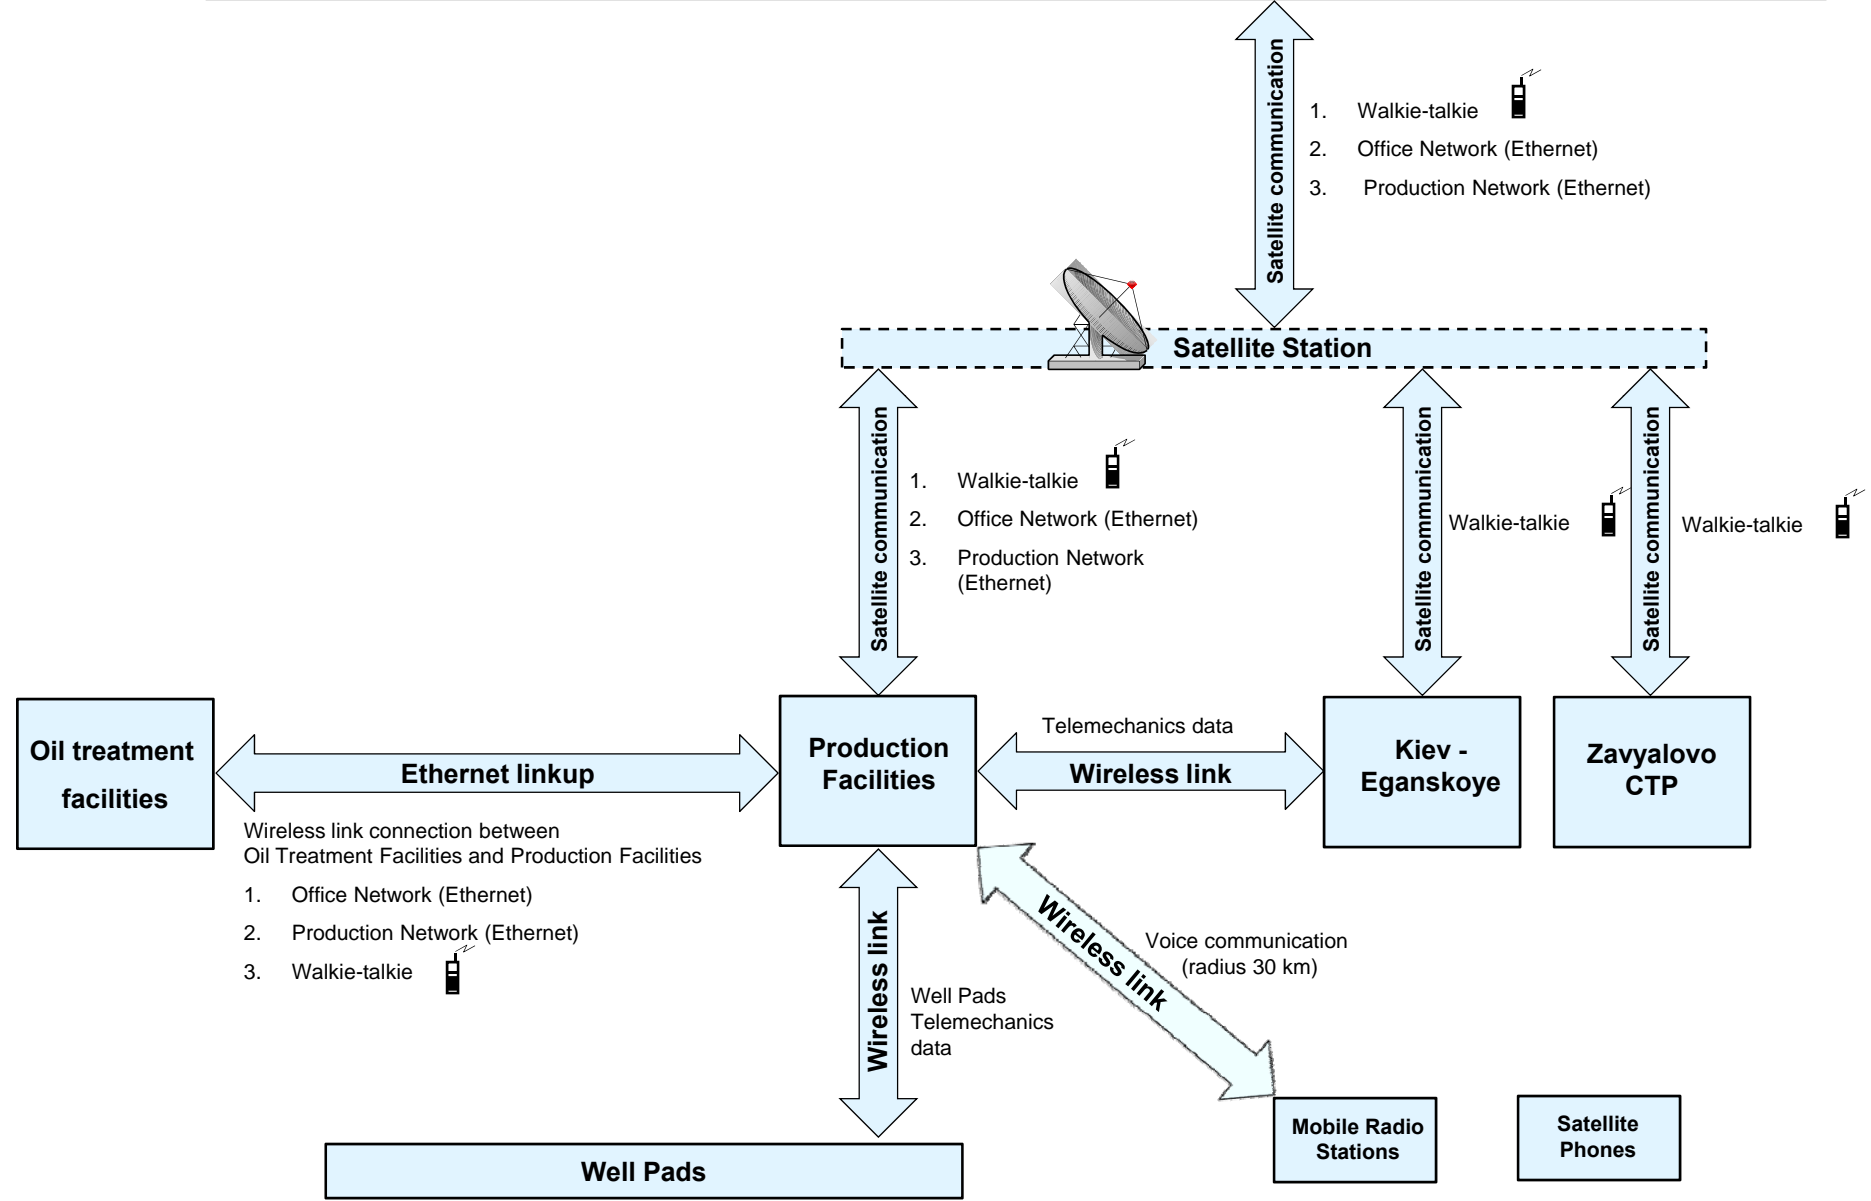 Satellite communication
1. Walkie-talkie
2. Office Network (Ethernet)
3. Production Network (Ethernet)
Satellite Station
Satellite communication
1. Walkie-talkie
2. Office Network (Ethernet)
3. Production Network
(Ethernet)
Satellite communication
Walkie-talkie
Satellite communication
Walkie-talkie
Oil treatment
facilities
Ethernet linkup
Production
Facilities
Telemechanics data
Wireless link
Kiev -
Eganskoye
Zavyalovo
CTP
Wireless link connection between
Oil Treatment Facilities and Production Facilities
1. Office Network (Ethernet)
2. Production Network (Ethernet)
3. Walkie-talkie
Wireless link
Well Pads
Telemechanics
data
Wireless link
Voice communication
(radius 30 km)
Well Pads
Mobile Radio
Stations
Satellite
Phones